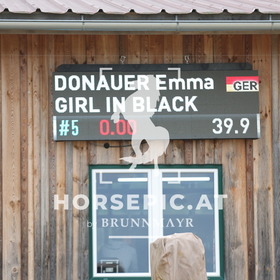 DONAUER Emma GER
GIRL IN BLACK
#5 0.00 39.9
HORSEPIC.AT
by BRUNNMAYR